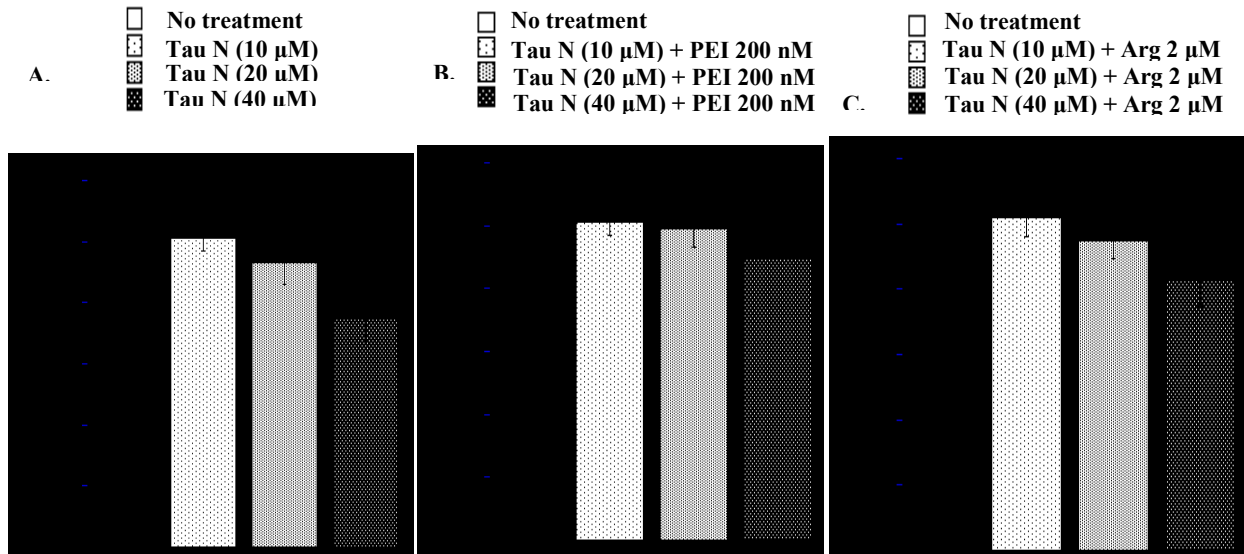 A.
No treatment
Tau N (10 μM)
Tau N (20 μM)
Tau N (40 μM)
B.
No treatment
Tau N (10 μM) + PEI 200 nM
Tau N (20 μM) + PEI 200 nM
Tau N (40 μM) + PEI 200 nM
C.
No treatment
Tau N (10 μM) + Arg 2 μM
Tau N (20 μM) + Arg 2 μM
Tau N (40 μM) + Arg 2 μM